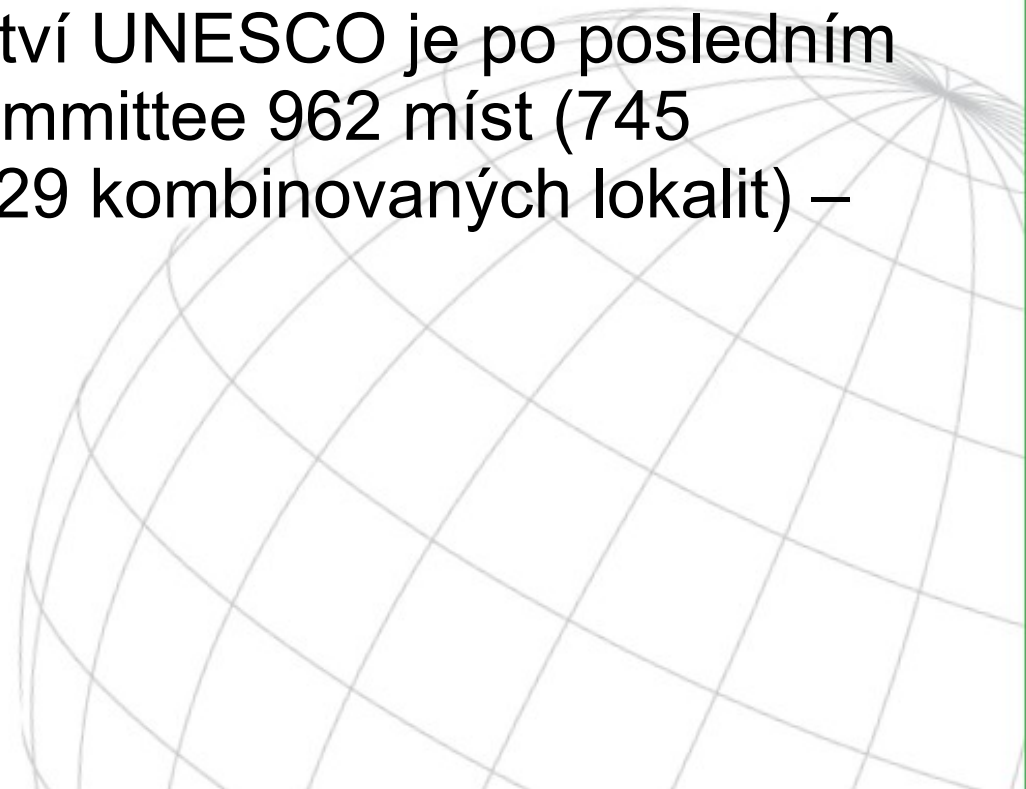 tví UNESCO je po posledním
mmittee 962 míst (745
29 kombinovaných lokalit) –